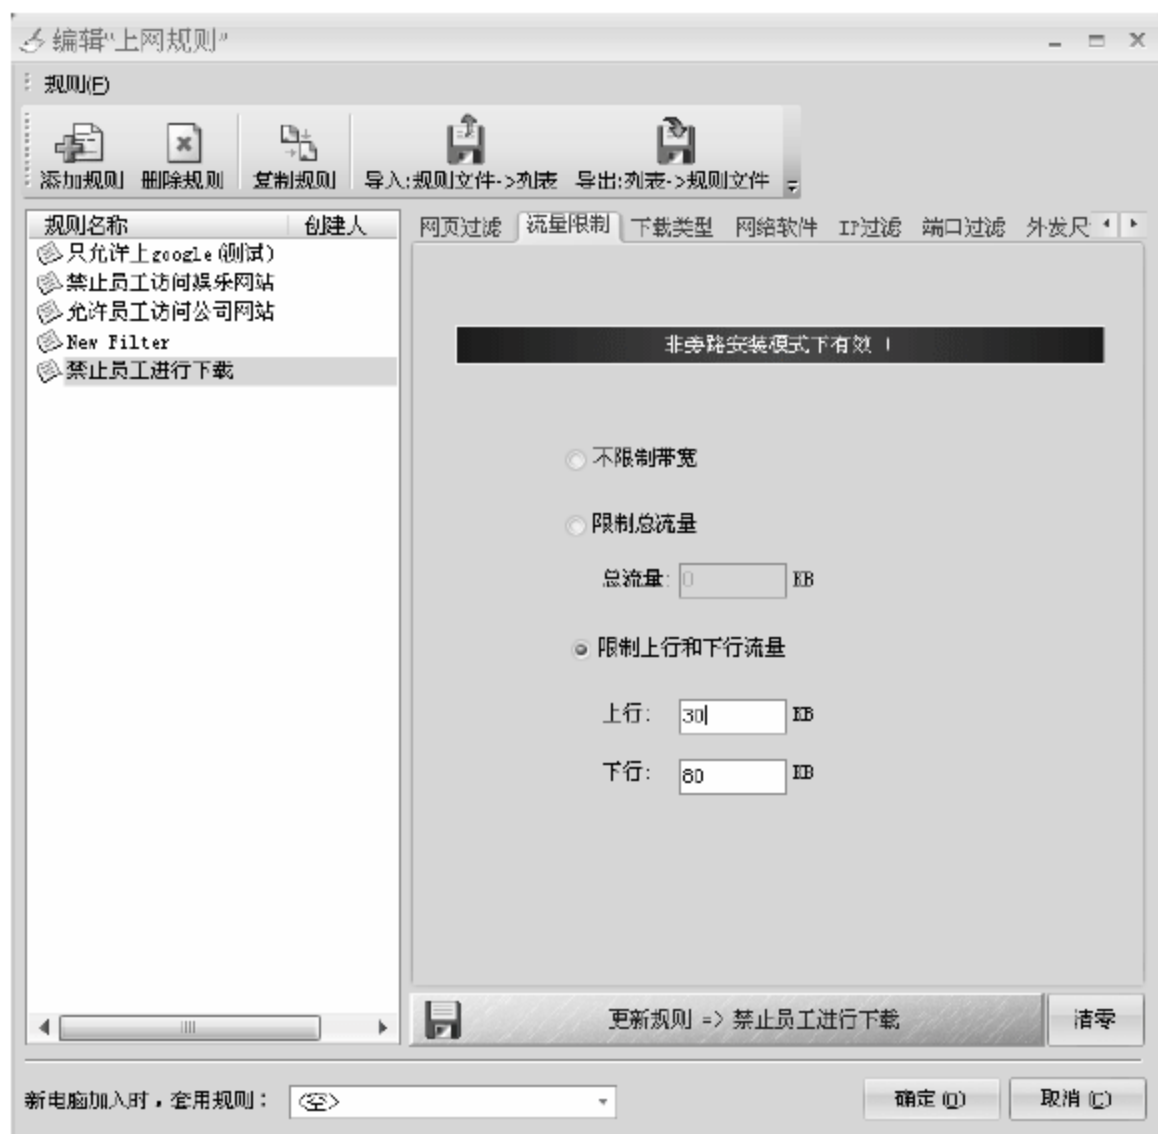 编辑“上网规则”
规则(F)
添加规则 删除规则 复制规则 导入:规则文件->列表 导出:列表->规则文件
规则名称 创建人
网页过滤 流量限制 下载类型 网络软件 IP过滤 端口过滤 外发尺
只允许上google(测试)
禁止员工访问娱乐网站
允许员工访问公司网站
New Filter
禁止员工进行下载
非旁路安装模式下有效！
不限制带宽
限制总流量
总流量: 0 KB
限制上行和下行流量
上行: 30 KB
下行: 80 KB
更新规则 => 禁止员工进行下载 清零
新电脑加入时，套用规则： <空>
确定(O) 取消(C)